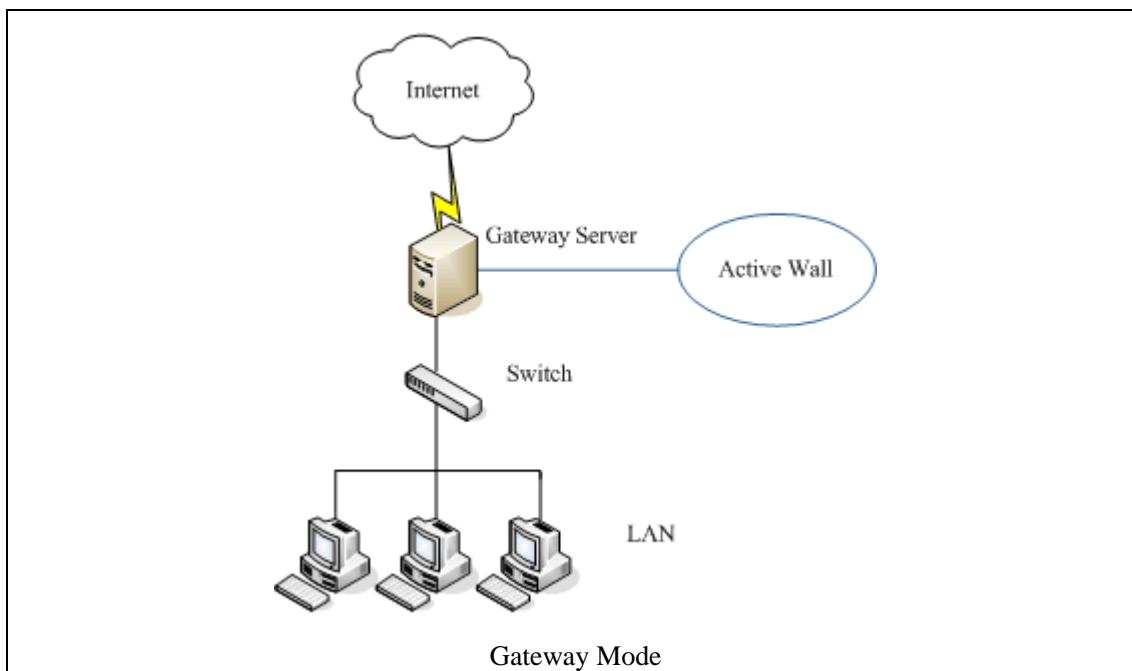 Internet
Gateway Server
Active Wall
Switch
LAN
Gateway Mode